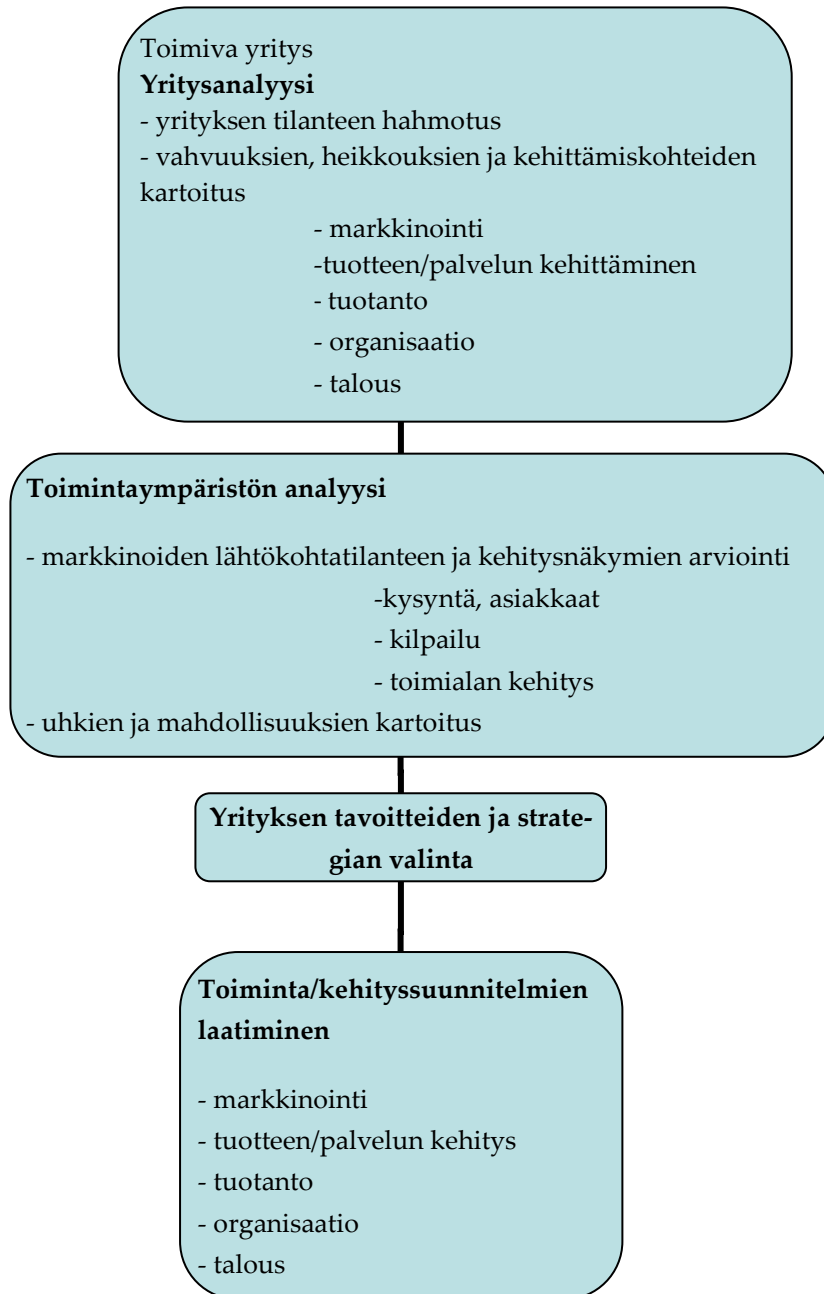 Toimiva yritys
Yritysanalyysi
- yrityksen tilanteen hahmotus
- vahvuuksien, heikkouksien ja kehittämiskohteiden
kartoitus
- markkinointi
-tuotteen/palvelun kehittäminen
- tuotanto
- organisaatio
- talous
Toimintaympäristön analyysi
- markkinoiden lähtökohtatilanteen ja kehitysnäkymien arviointi
-kysyntä, asiakkaat
- kilpailu
- toimialan kehitys
- uhkien ja mahdollisuuksien kartoitus
Yrityksen tavoitteiden ja strate-
gian valinta
Toiminta/kehityssuunnitelmien
laatiminen
- markkinointi
- tuotteen/palvelun kehitys
- tuotanto
- organisaatio
- talous